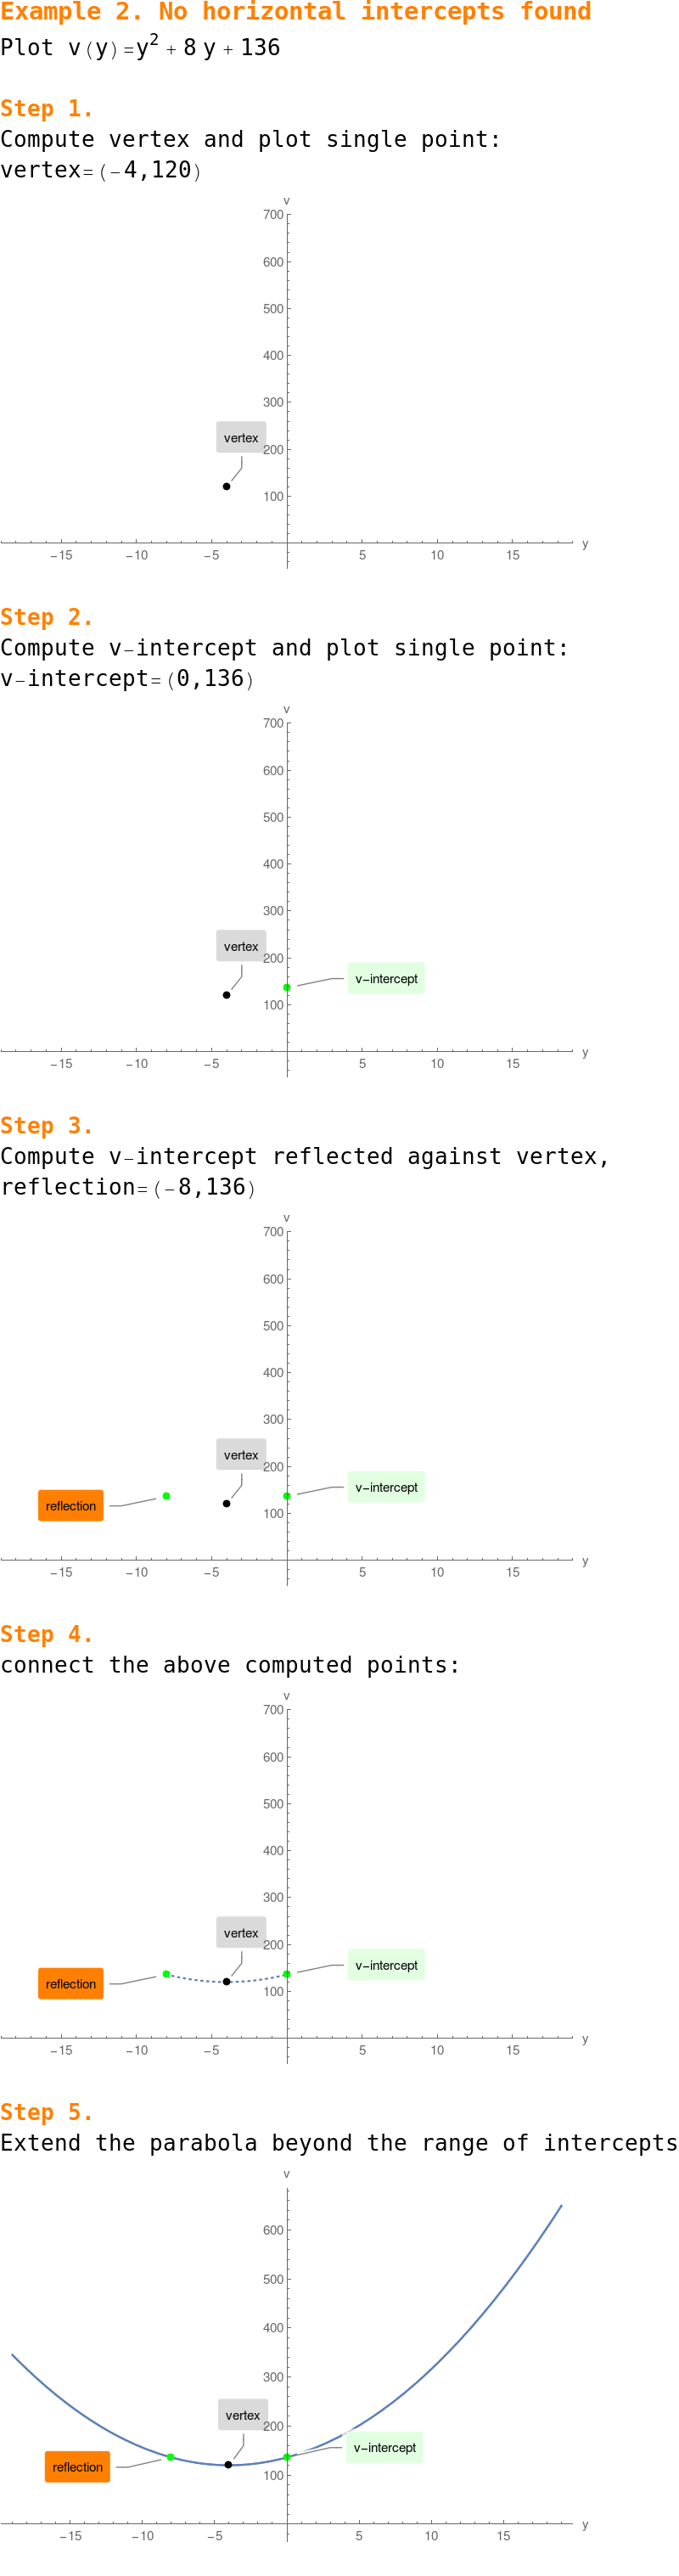 Example 2. No horizontal intercepts found
Plot v(y)=y² + 8 y + 136
Step 1.
Compute vertex and plot single point:
vertex=(-4,120)
v
700
600
500
400
300
vertex
200
100
y
-15 -10 -5 5 10 15
Step 2.
Compute v-intercept and plot single point:
v-intercept=(0,136)
v
700
600
500
400
300
vertex
200
v-intercept
100
y
-15 -10 -5 5 10 15
Step 3.
Compute v-intercept reflected against vertex,
reflection=(-8,136)
v
700
600
500
400
300
vertex
200
v-intercept
reflection
100
y
-15 -10 -5 5 10 15
Step 4.
connect the above computed points:
v
700
600
500
400
300
vertex
200
v-intercept
reflection
100
y
-15 -10 -5 5 10 15
Step 5.
Extend the parabola beyond the range of intercepts
v
600
500
400
300
vertex
200
v-intercept
reflection
100
y
-15 -10 -5 5 10 15